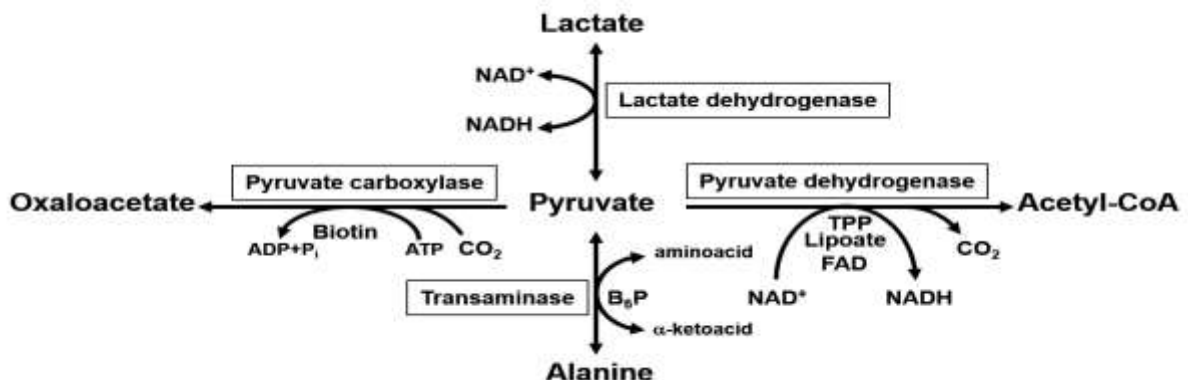 Lactate
NAD⁺
Lactate dehydrogenase
NADH
Pyruvate carboxylase
Pyruvate dehydrogenase
Oxaloacetate
Pyruvate
Acetyl-CoA
Biotin
ADP+Pᵢ
ATP
CO₂
TPP
Lipoate
FAD
CO₂
NAD⁺
NADH
aminoacid
Transaminase
B₆P
α-ketoacid
Alanine